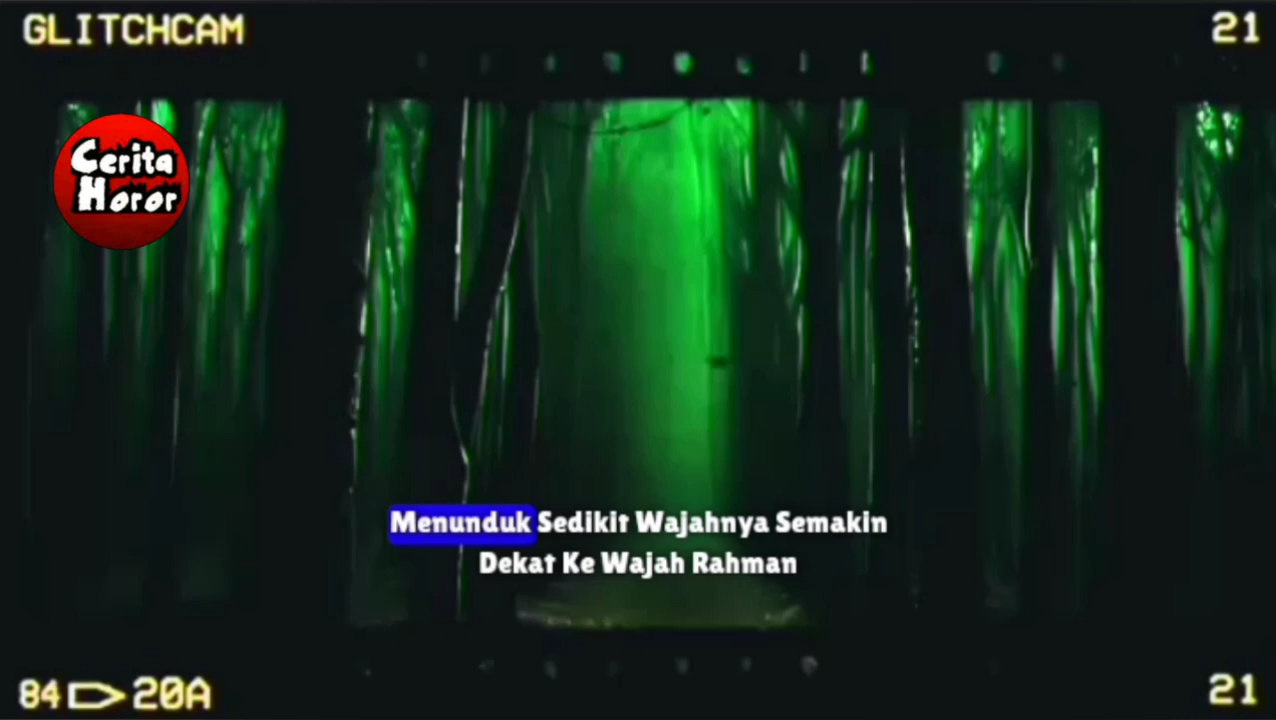 GLITCHCAM
21
Cerita
Horor
Menunduk Sedikit Wajahnya Semakin
Dekat Ke Wajah Rahman
84 20A
21